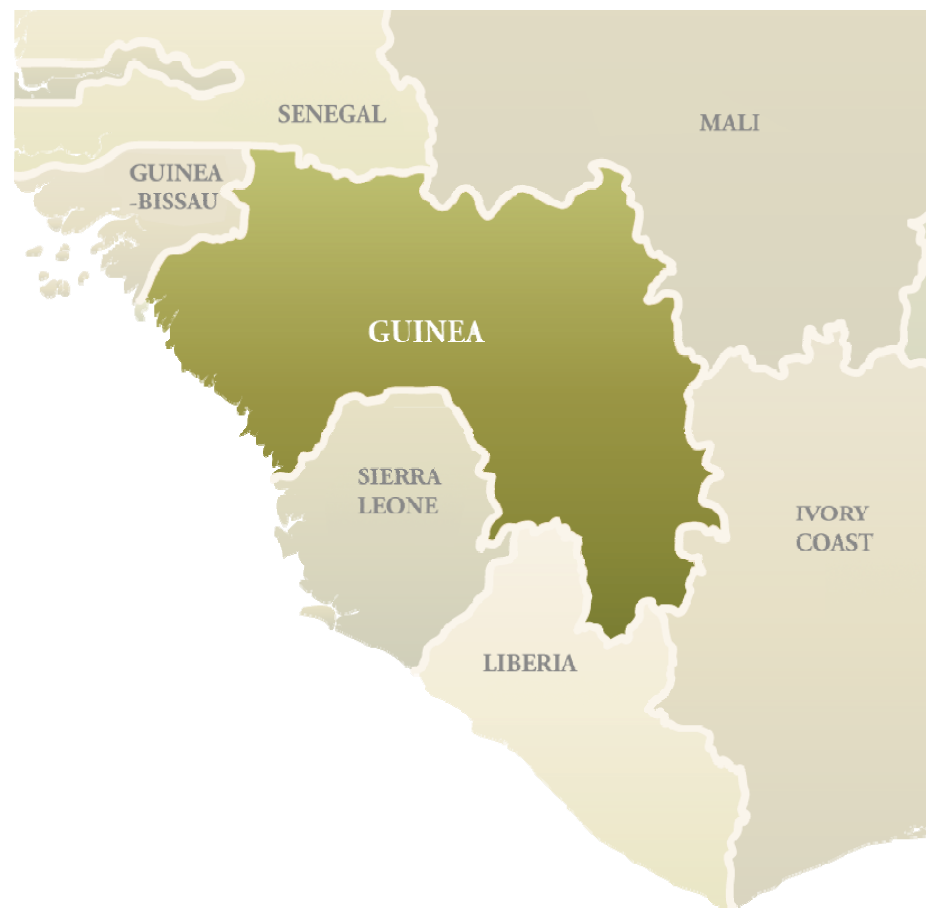 SENEGAL
MALI
GUINEA
-BISSAU
GUINEA
SIERRA
LEONE
IVORY
COAST
LIBERIA